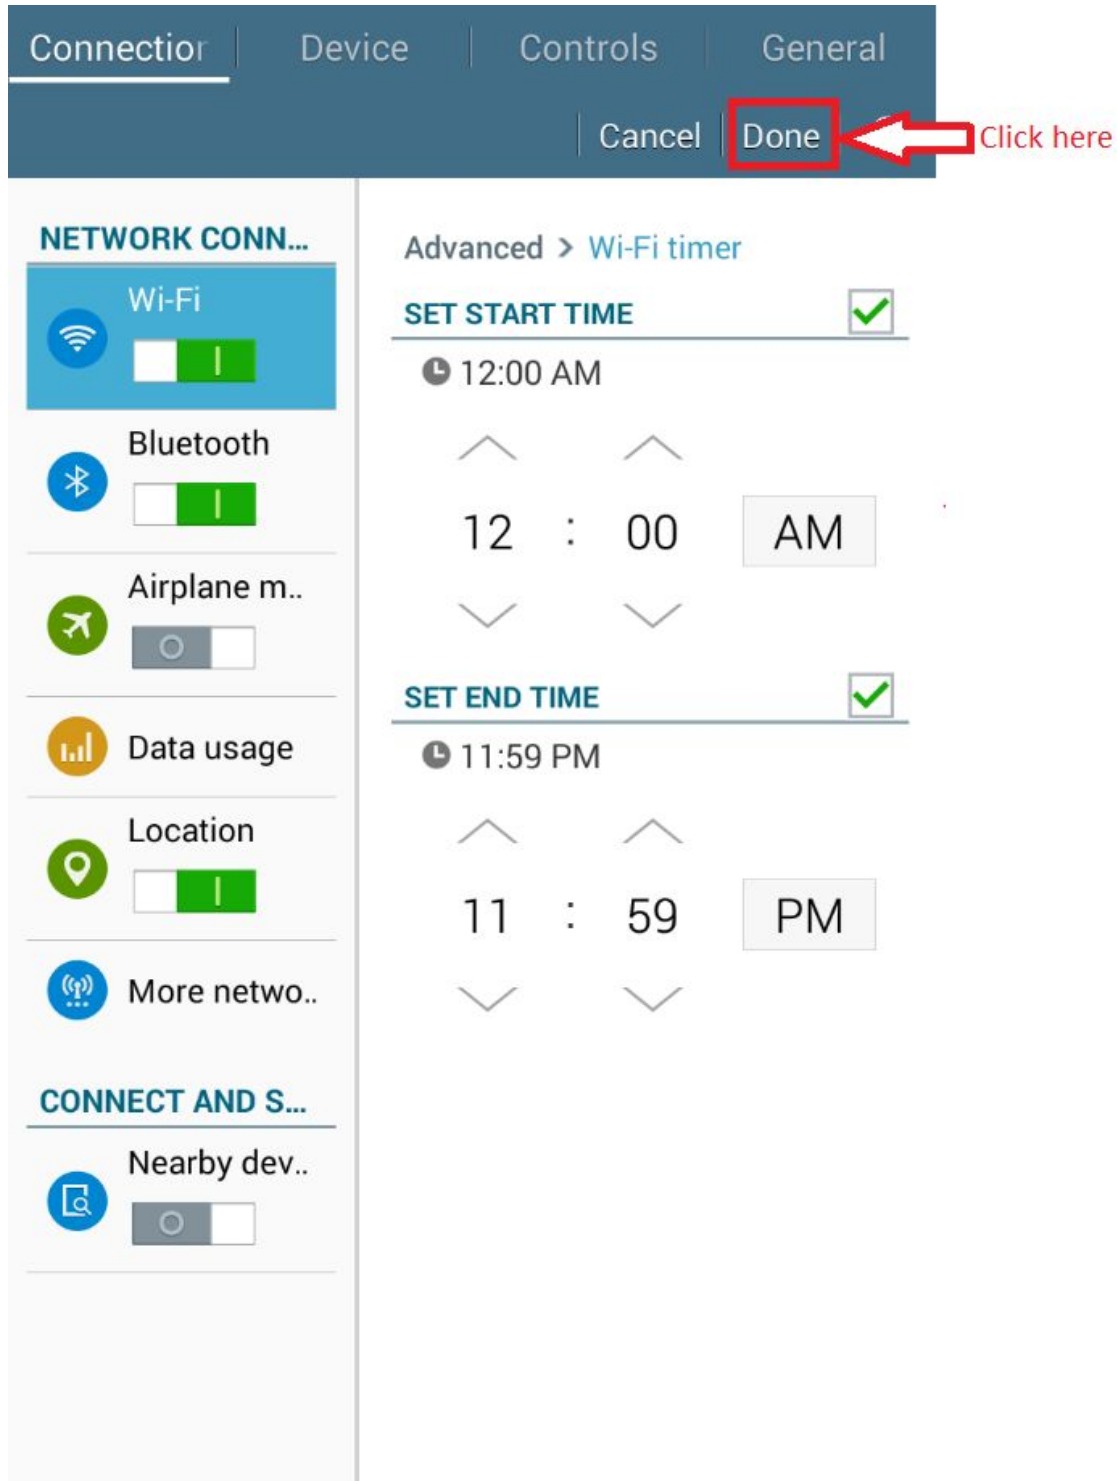 Connection Device Controls General
Cancel Done Click here
NETWORK CONN...
Wi-Fi
Bluetooth
Airplane m..
Data usage
Location
More netwo..
CONNECT AND S...
Nearby dev..
Advanced > Wi-Fi timer
SET START TIME
12:00 AM
12 : 00 AM
SET END TIME
11:59 PM
11 : 59 PM